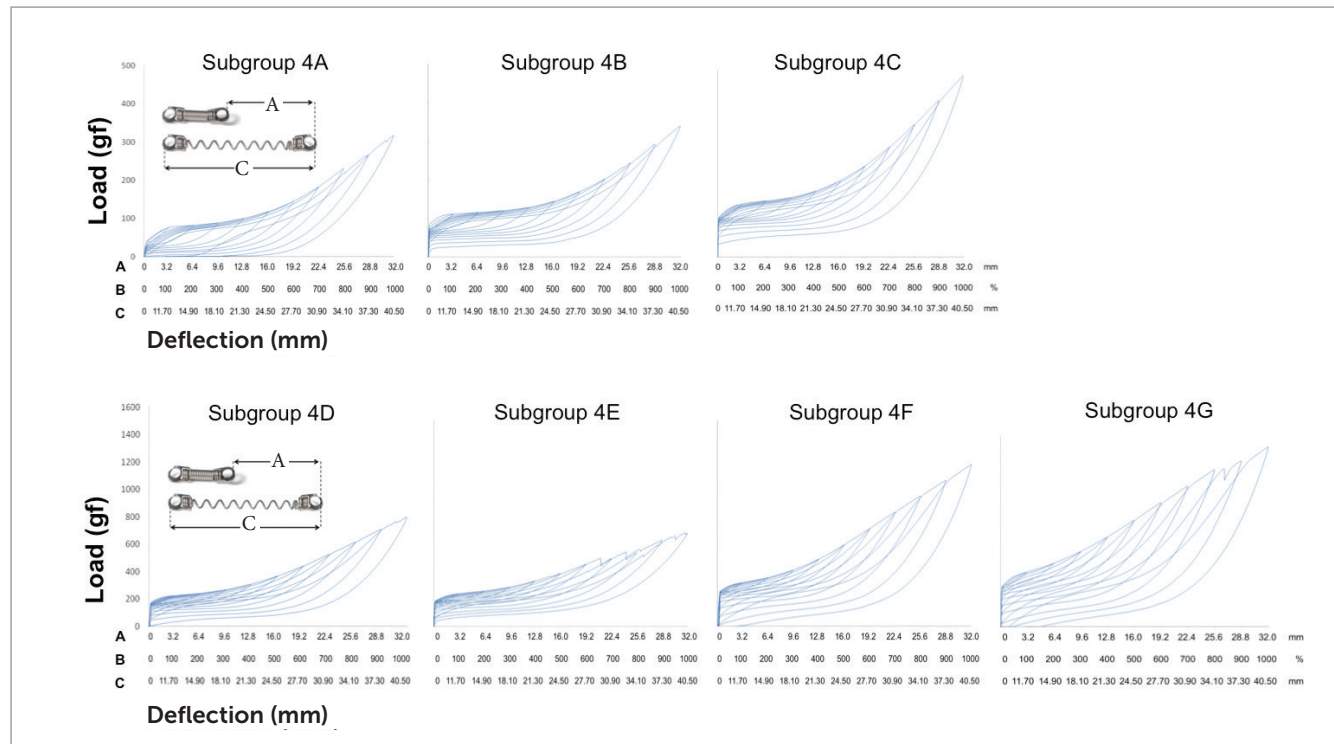 Subgroup 4A
Subgroup 4B
Subgroup 4C
Load (gf)
500
400
300
200
100
0
A
C
A 0 3.2 6.4 9.6 12.8 16.0 19.2 22.4 25.6 28.8 32.0 0 3.2 6.4 9.6 12.8 16.0 19.2 22.4 25.6 28.8 32.0 0 3.2 6.4 9.6 12.8 16.0 19.2 22.4 25.6 28.8 32.0 mm
B 0 100 200 300 400 500 600 700 800 900 1000 0 100 200 300 400 500 600 700 800 900 1000 0 100 200 300 400 500 600 700 800 900 1000 %
C 0 11.70 14.90 18.10 21.30 24.50 27.70 30.90 34.10 37.30 40.50 0 11.70 14.90 18.10 21.30 24.50 27.70 30.90 34.10 37.30 40.50 0 11.70 14.90 18.10 21.30 24.50 27.70 30.90 34.10 37.30 40.50 mm
Deflection (mm)
Subgroup 4D
Subgroup 4E
Subgroup 4F
Subgroup 4G
Load (gf)
1600
1400
1200
1000
800
600
400
200
0
A
C
A 0 3.2 6.4 9.6 12.8 16.0 19.2 22.4 25.6 28.8 32.0 0 3.2 6.4 9.6 12.8 16.0 19.2 22.4 25.6 28.8 32.0 0 3.2 6.4 9.6 12.8 16.0 19.2 22.4 25.6 28.8 32.0 0 3.2 6.4 9.6 12.8 16.0 19.2 22.4 25.6 28.8 32.0 mm
B 0 100 200 300 400 500 600 700 800 900 1000 0 100 200 300 400 500 600 700 800 900 1000 0 100 200 300 400 500 600 700 800 900 1000 0 100 200 300 400 500 600 700 800 900 1000 %
C 0 11.70 14.90 18.10 21.30 24.50 27.70 30.90 34.10 37.30 40.50 0 11.70 14.90 18.10 21.30 24.50 27.70 30.90 34.10 37.30 40.50 0 11.70 14.90 18.10 21.30 24.50 27.70 30.90 34.10 37.30 40.50 0 11.70 14.90 18.10 21.30 24.50 27.70 30.90 34.10 37.30 40.50 mm
Deflection (mm)